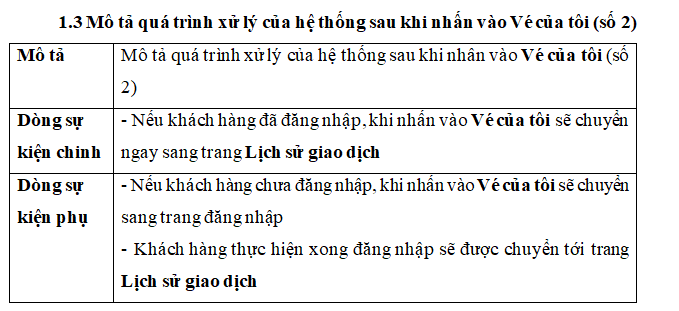 1.3 Mô tả quá trình xử lý của hệ thống sau khi nhấn vào Vé của tôi (số 2)
Mô tả
Mô tả quá trình xử lý của hệ thống sau khi nhân vào Vé của tôi (số
2)
Dòng sự
kiện chính
- Nếu khách hàng đã đăng nhập, khi nhấn vào Vé của tôi sẽ chuyển
ngay sang trang Lịch sử giao dịch
Dòng sự
kiện phụ
- Nếu khách hàng chưa đăng nhập, khi nhấn vào Vé của tôi sẽ chuyển
sang trang đăng nhập
- Khách hàng thực hiện xong đăng nhập sẽ được chuyển tới trang
Lịch sử giao dịch